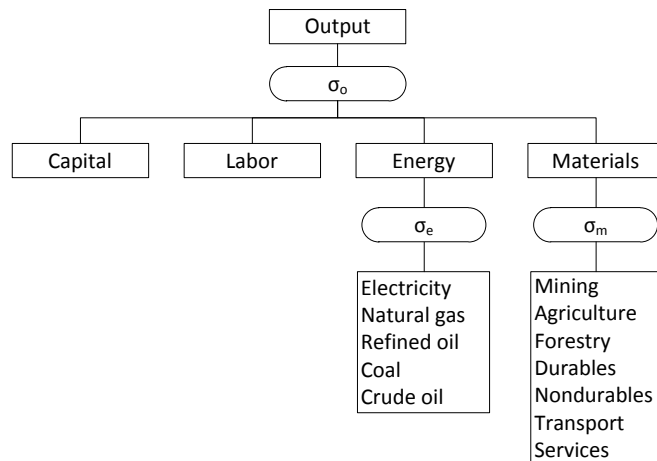 Output
σo
Capital
Labor
Energy
Materials
σe
σm
Electricity
Natural gas
Refined oil
Coal
Crude oil
Mining
Agriculture
Forestry
Durables
Nondurables
Transport
Services